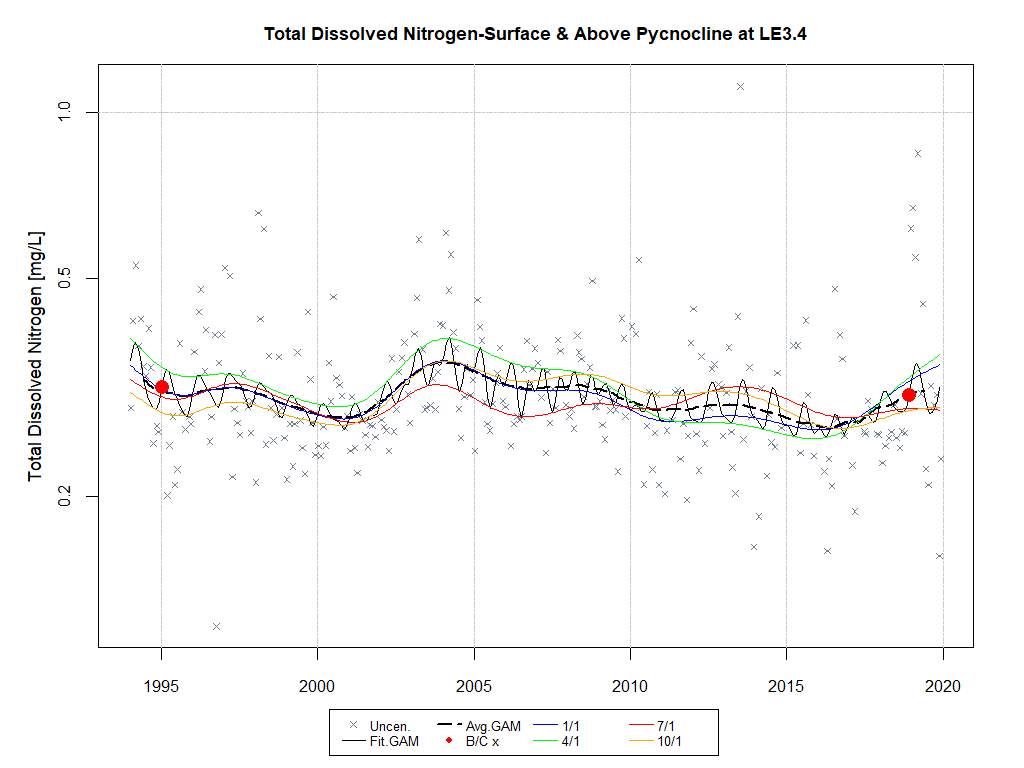 Total Dissolved Nitrogen-Surface & Above Pycnocline at LE3.4
Total Dissolved Nitrogen [mg/L]
1.0
0.5
0.2
1995 2000 2005 2010 2015 2020
Uncen. Avg.GAM 1/1 7/1
Fit.GAM B/C x 4/1 10/1